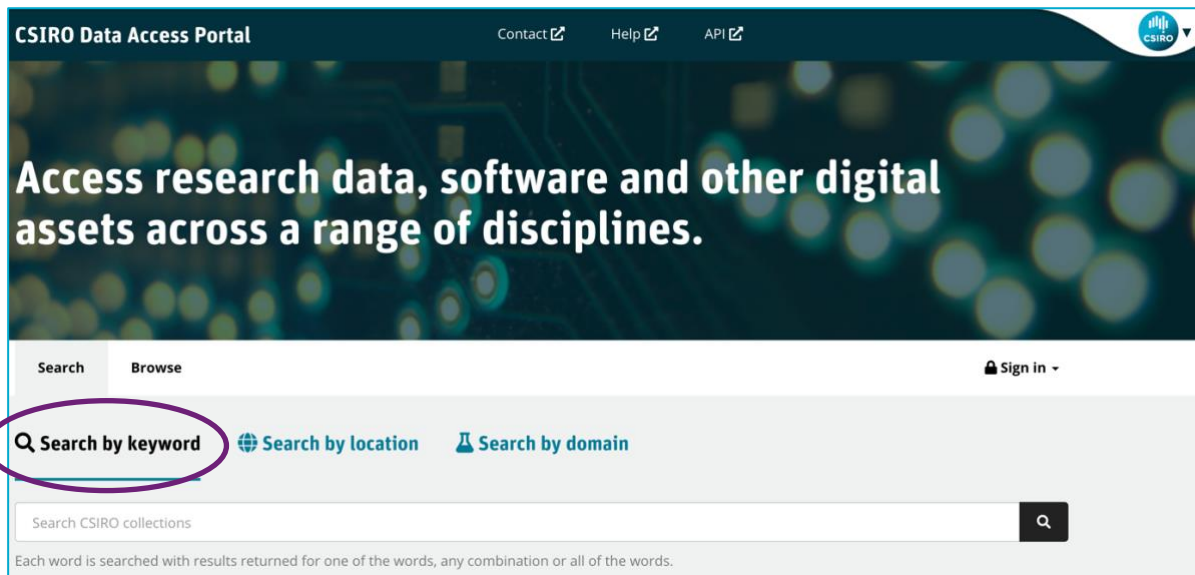 CSIRO Data Access Portal
Contact
Help
API
CSIRO
Access research data, software and other digital
assets across a range of disciplines.
Search
Browse
Sign in
Search by keyword
Search by location
Search by domain
Search CSIRO collections
Each word is searched with results returned for one of the words, any combination or all of the words.